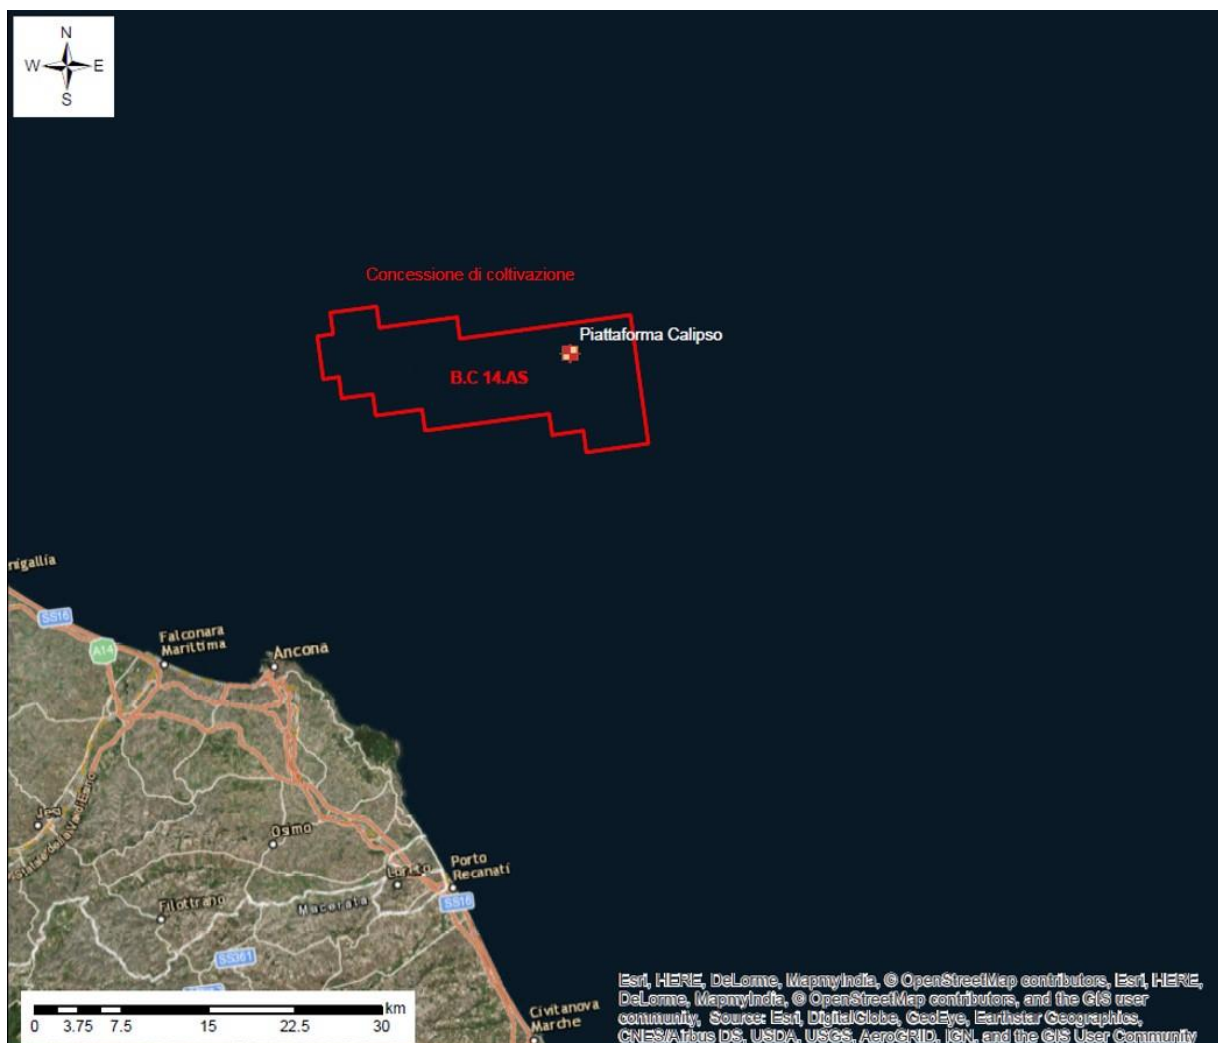 N
W E
S
Concessione di coltivazione
Piattaforma Calipso
B.C 14.AS
nigallia
SS16
A14
Falconara
Marittima
Ancona
Jesi
Osimo
Loreto
Porto
Recanati
SS16
Filottrano
Macerata
SS361
Civitanova
Marche
km
0 3.75 7.5 15 22.5 30
Esri, HERE, DeLorme, MapmyIndia, © OpenStreetMap contributors, Esri, HERE,
DeLorme, MapmyIndia, © OpenStreetMap contributors, and the GIS user
community, Source: Esri, DigitalGlobe, GeoEye, Earthstar Geographics,
CNES/Airbus DS, USDA, USGS, AeroGRID, IGN, and the GIS User Community